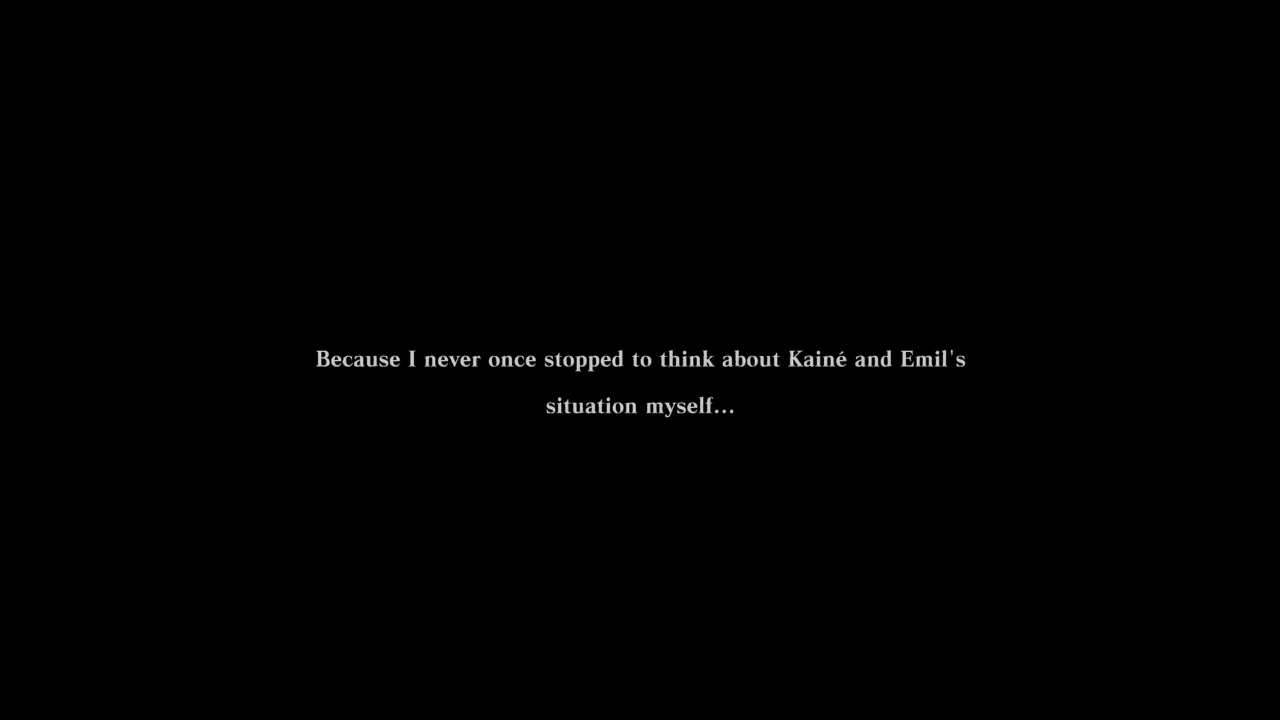 Because I never once stopped to think about Kainé and Emil's
situation myself...